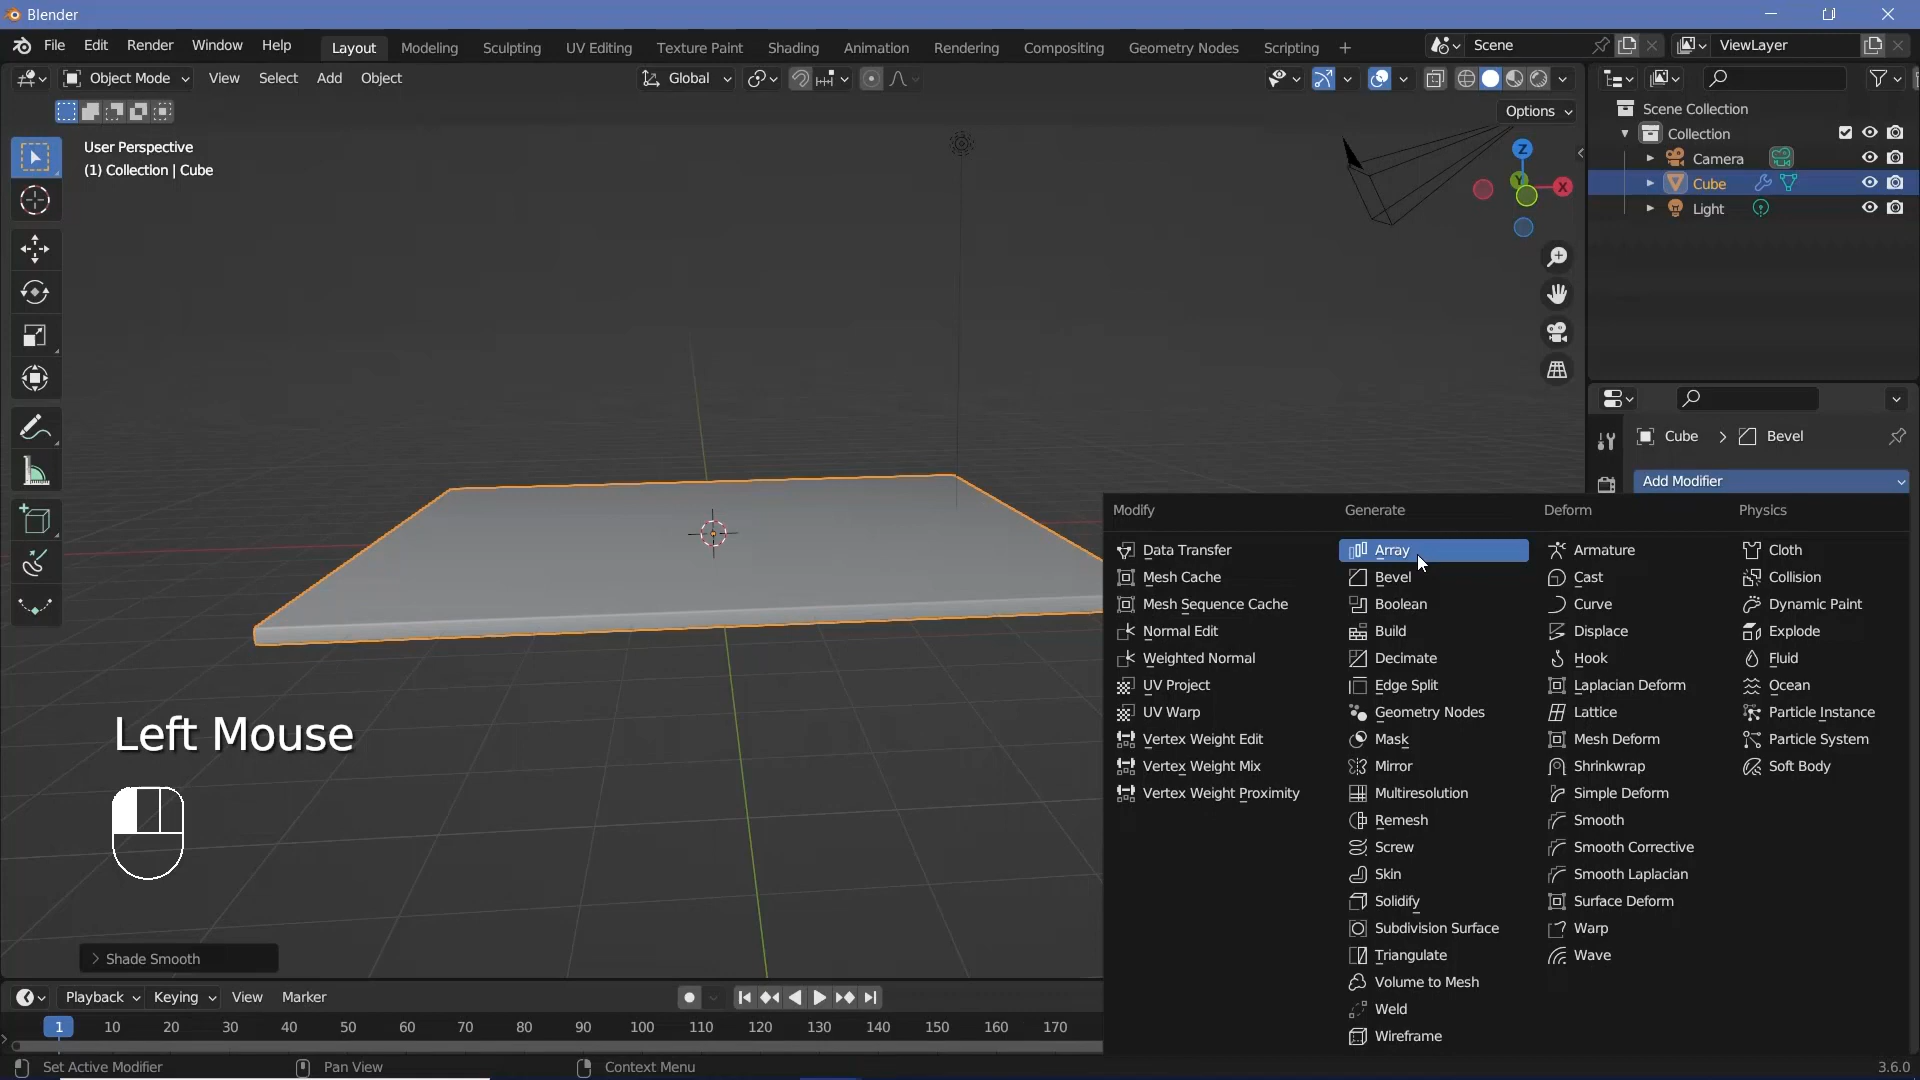 Blender
File Edit Render Window Help Layout Modeling Sculpting UV Editing Texture Paint Shading Animation Rendering Compositing Geometry Nodes Scripting + Scene ViewLayer
Object Mode View Select Add Object Global
Options
User Perspective
(1) Collection | Cube
Z
Y
X
Scene Collection
Collection
Camera
Cube
Light
Cube > Bevel
Add Modifier
Modify
Data Transfer
Mesh Cache
Mesh Sequence Cache
Normal Edit
Weighted Normal
UV Project
UV Warp
Vertex Weight Edit
Vertex Weight Mix
Vertex Weight Proximity
Generate
Array
Bevel
Boolean
Build
Decimate
Edge Split
Geometry Nodes
Mask
Mirror
Multiresolution
Remesh
Screw
Skin
Solidify
Subdivision Surface
Triangulate
Volume to Mesh
Weld
Wireframe
Deform
Armature
Cast
Curve
Displace
Hook
Laplacian Deform
Lattice
Mesh Deform
Shrinkwrap
Simple Deform
Smooth
Smooth Corrective
Smooth Laplacian
Surface Deform
Warp
Wave
Physics
Cloth
Collision
Dynamic Paint
Explode
Fluid
Ocean
Particle Instance
Particle System
Soft Body
Left Mouse
> Shade Smooth
Playback Keying View Marker
1 10 20 30 40 50 60 70 80 90 100 110 120 130 140 150 160 170
Set Active Modifier Pan View Context Menu 3.6.0